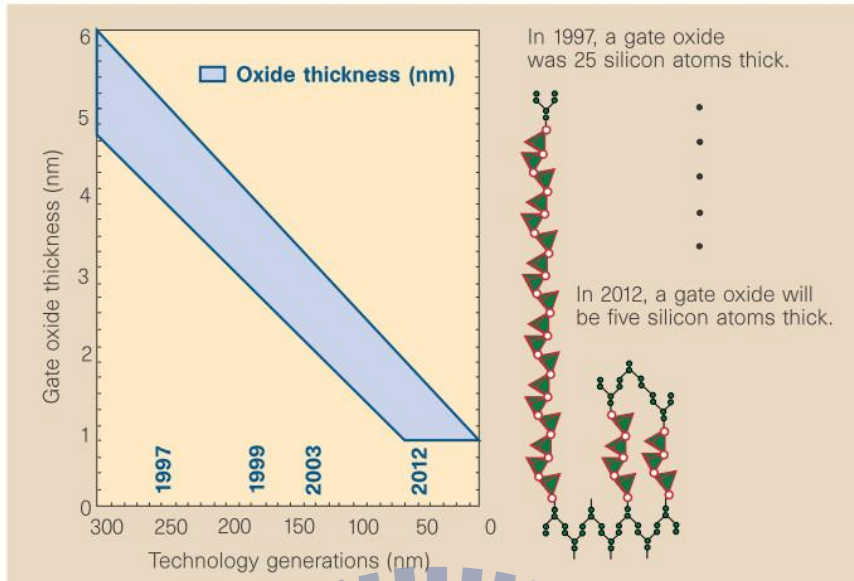 6
5
4
3
2
1
0
Gate oxide thickness (nm)
Oxide thickness (nm)
1997
1999
2003
2012
300 250 200 150 100 50 0
Technology generations (nm)
In 1997, a gate oxide
was 25 silicon atoms thick.
In 2012, a gate oxide will
be five silicon atoms thick.